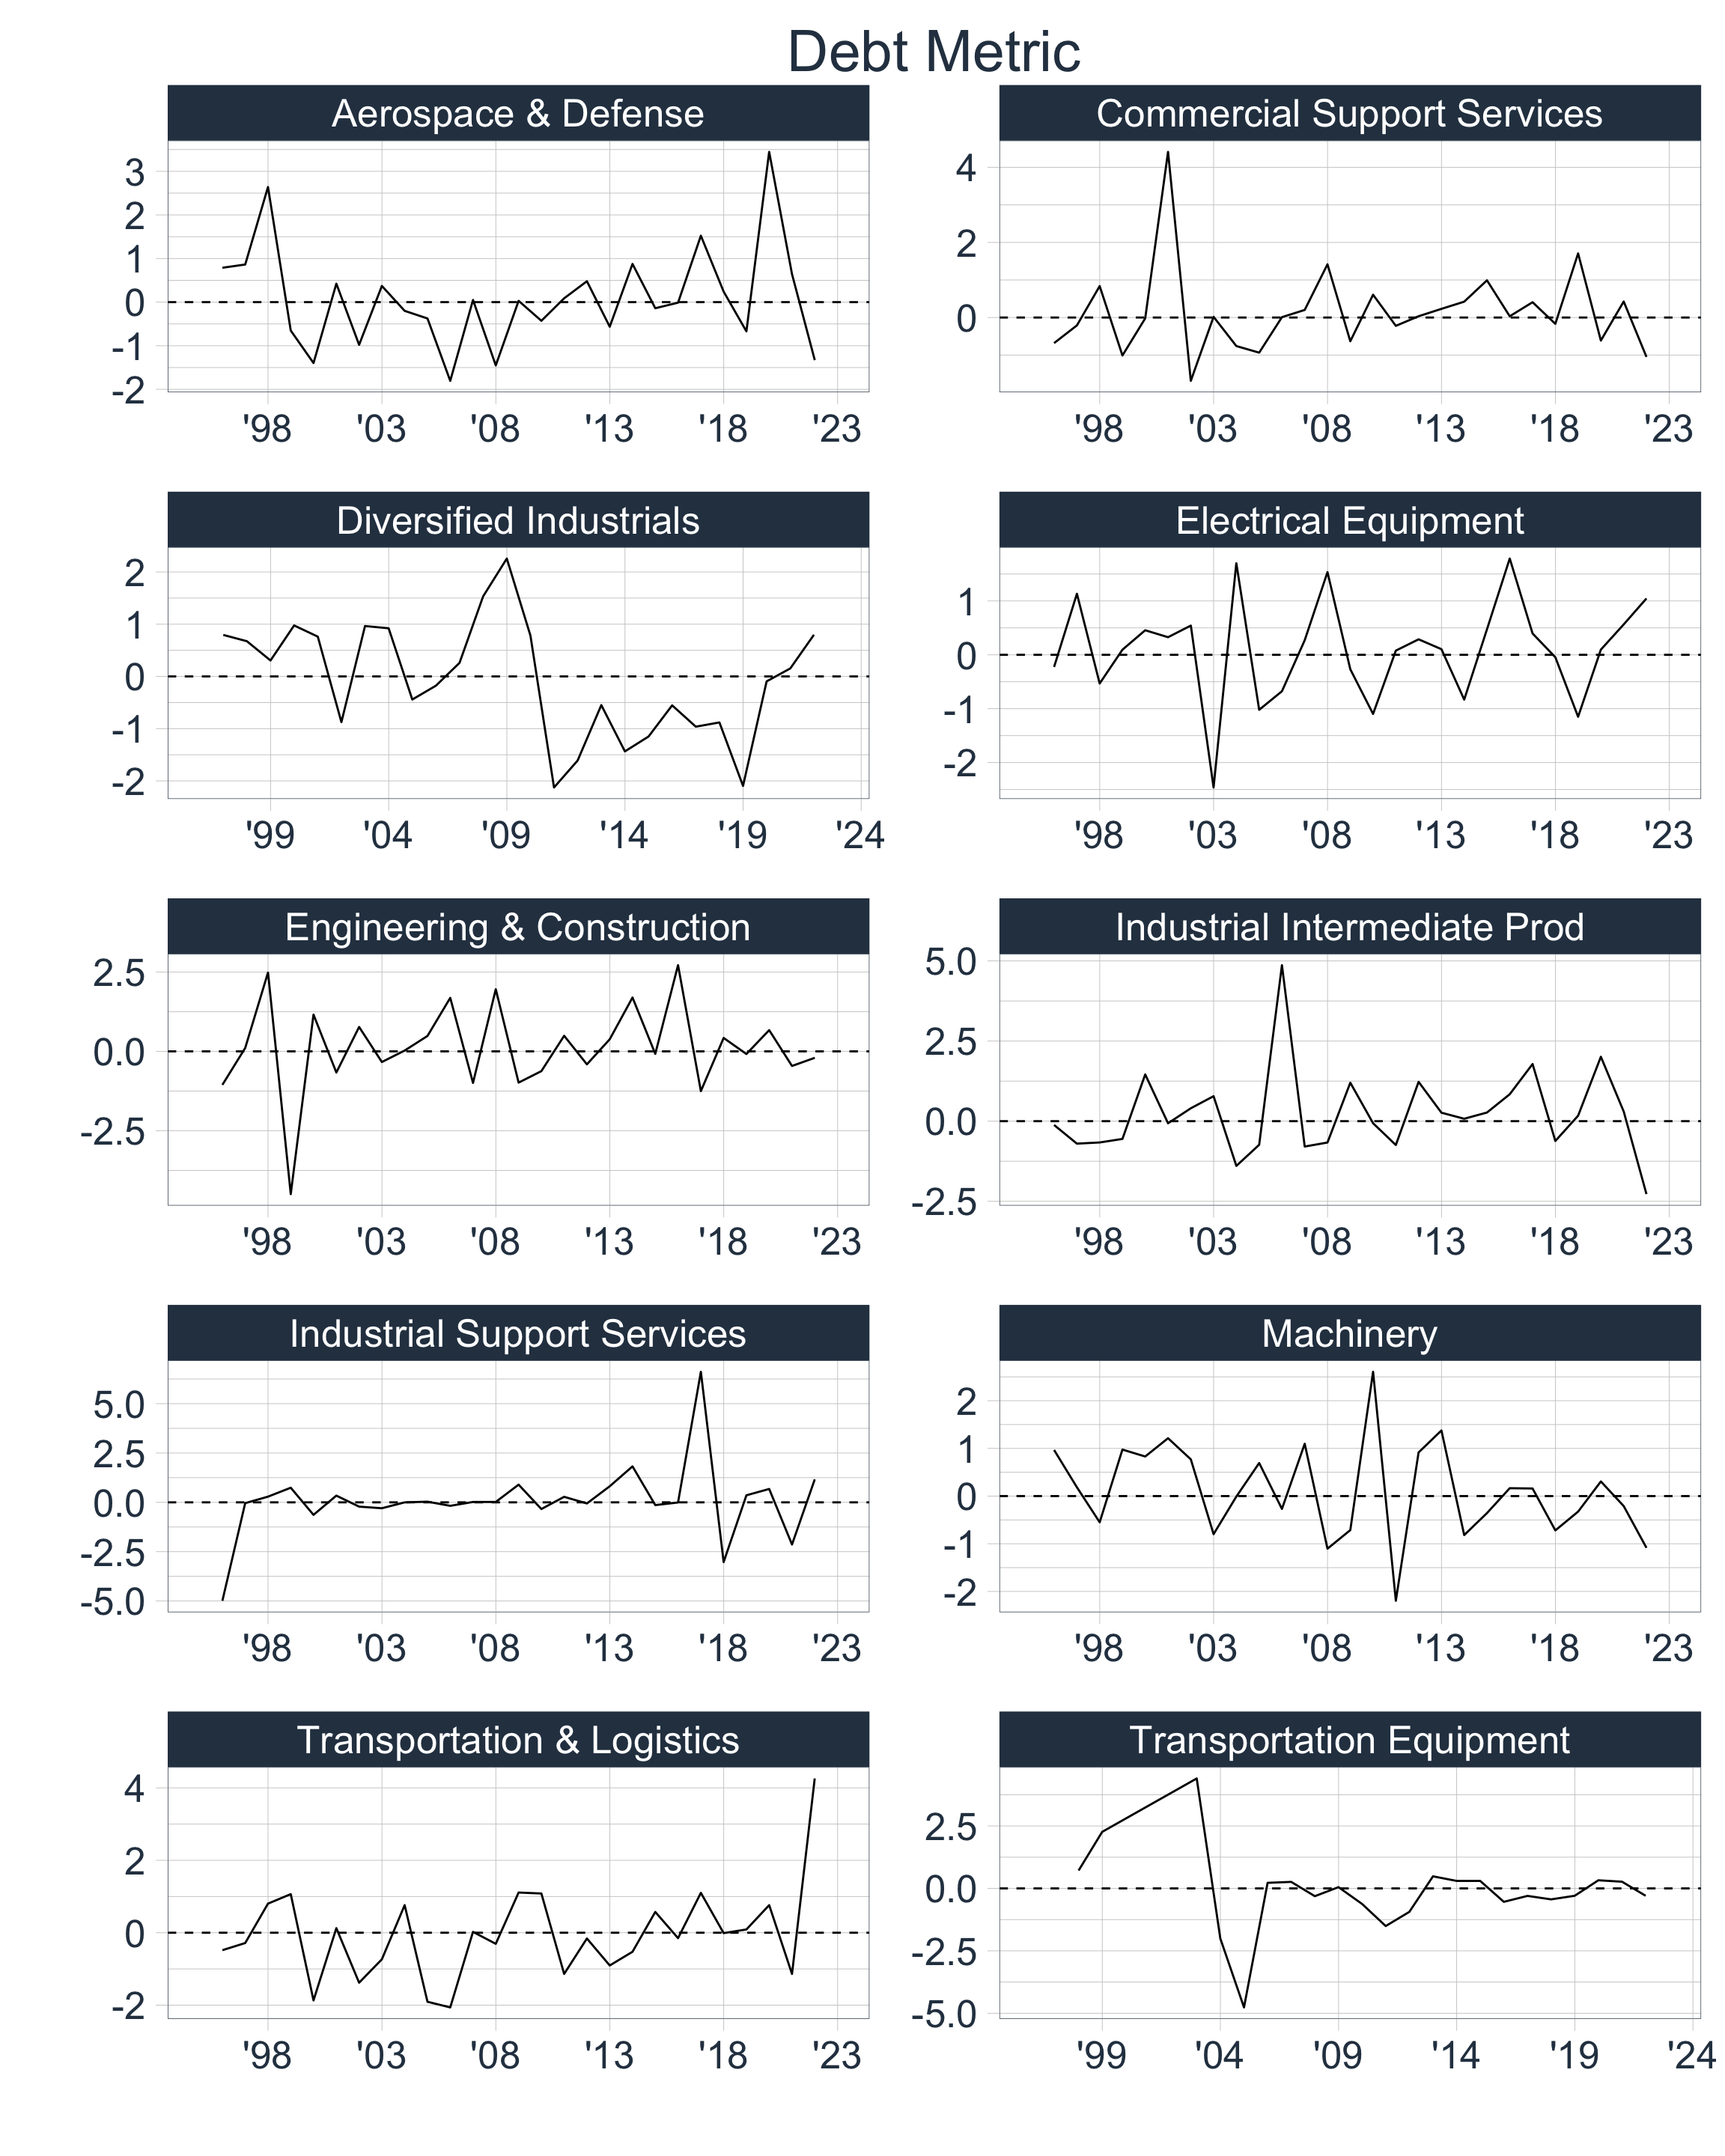 Debt Metric
Aerospace & Defense
3
2
1
0
-1
-2
'98 '03 '08 '13 '18 '23
Commercial Support Services
4
2
0
'98 '03 '08 '13 '18 '23
Diversified Industrials
2
1
0
-1
-2
'99 '04 '09 '14 '19 '24
Electrical Equipment
1
0
-1
-2
'98 '03 '08 '13 '18 '23
Engineering & Construction
2.5
0.0
-2.5
'98 '03 '08 '13 '18 '23
Industrial Intermediate Prod
5.0
2.5
0.0
-2.5
'98 '03 '08 '13 '18 '23
Industrial Support Services
5.0
2.5
0.0
-2.5
-5.0
'98 '03 '08 '13 '18 '23
Machinery
2
1
0
-1
-2
'98 '03 '08 '13 '18 '23
Transportation & Logistics
4
2
0
-2
'98 '03 '08 '13 '18 '23
Transportation Equipment
2.5
0.0
-2.5
-5.0
'99 '04 '09 '14 '19 '24